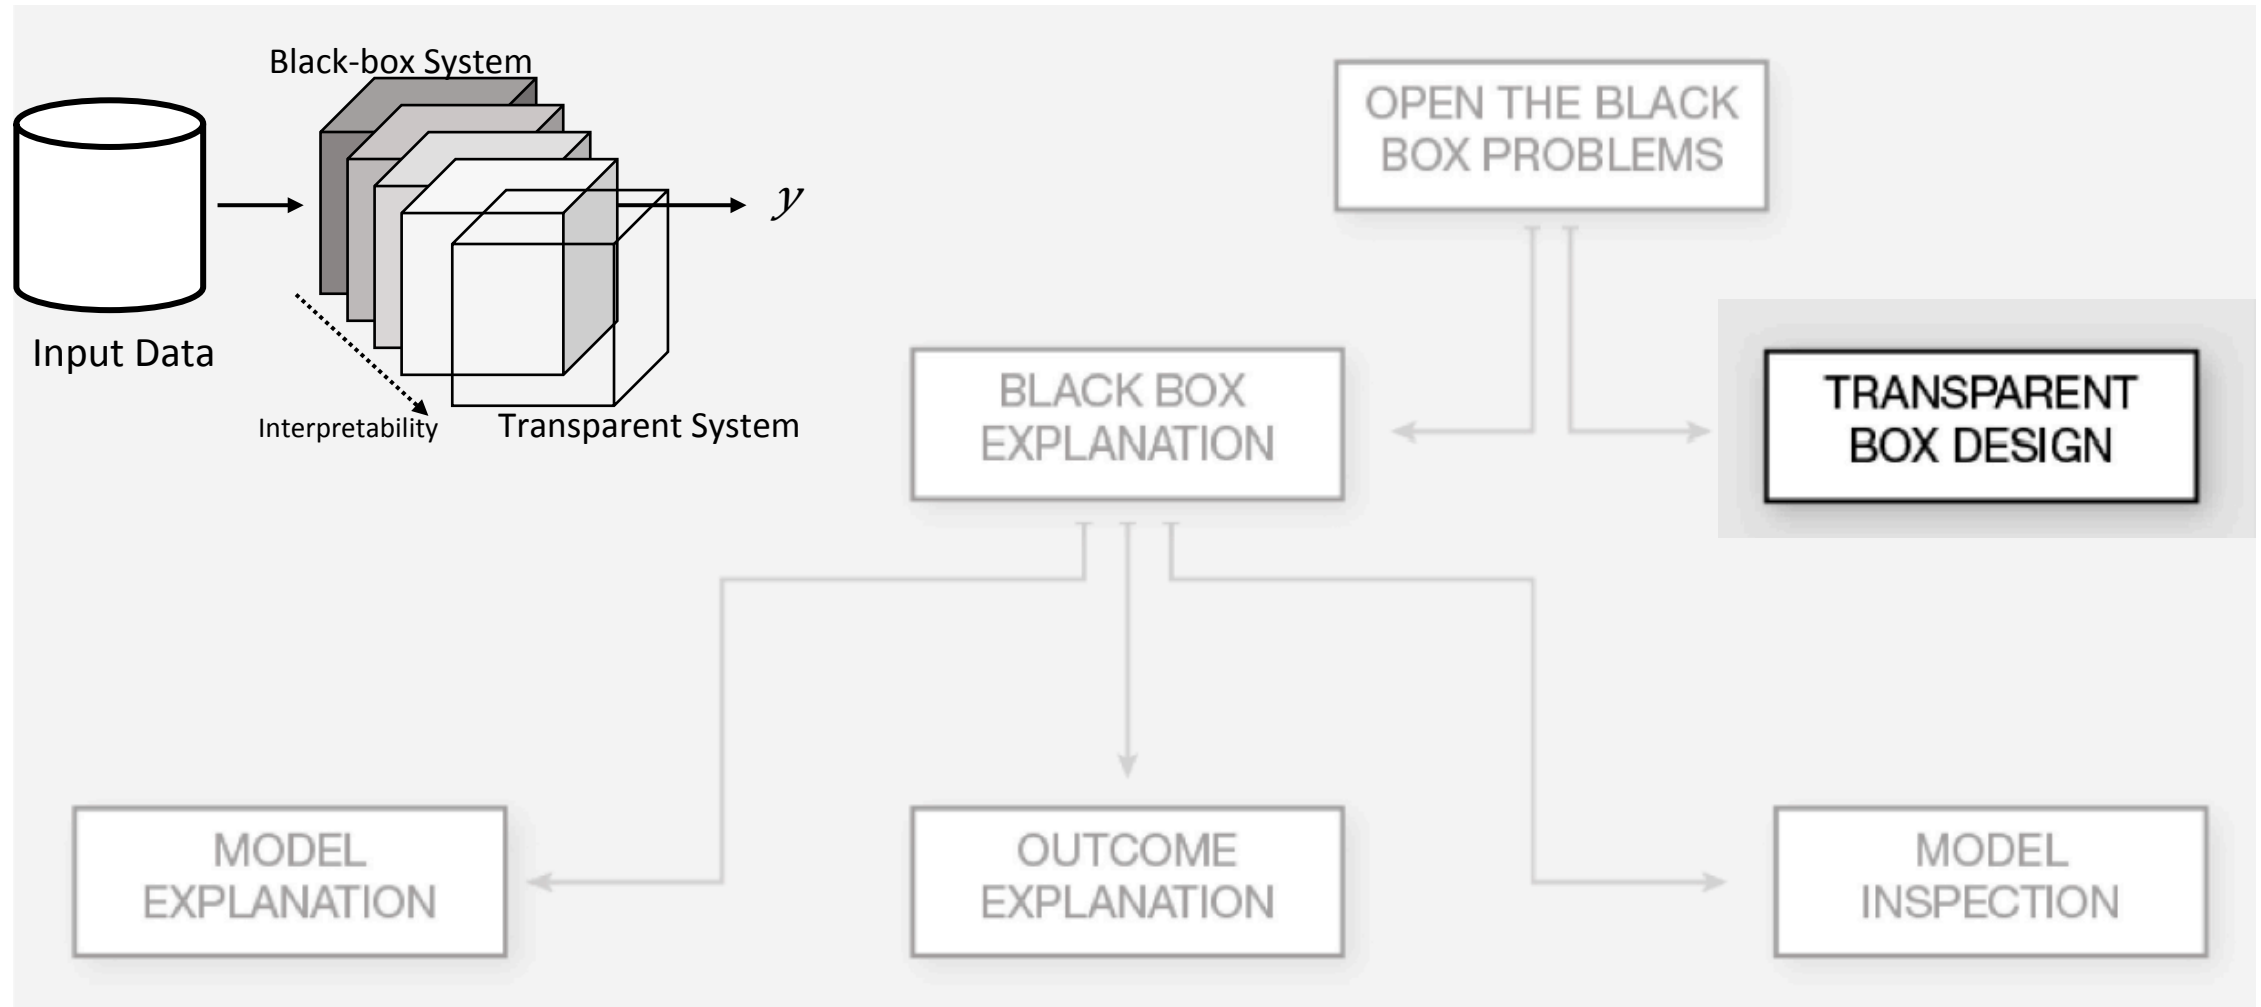 Black-box System
y
Input Data
Interpretability
Transparent System
OPEN THE BLACK
BOX PROBLEMS
BLACK BOX
EXPLANATION
TRANSPARENT
BOX DESIGN
MODEL
EXPLANATION
OUTCOME
EXPLANATION
MODEL
INSPECTION